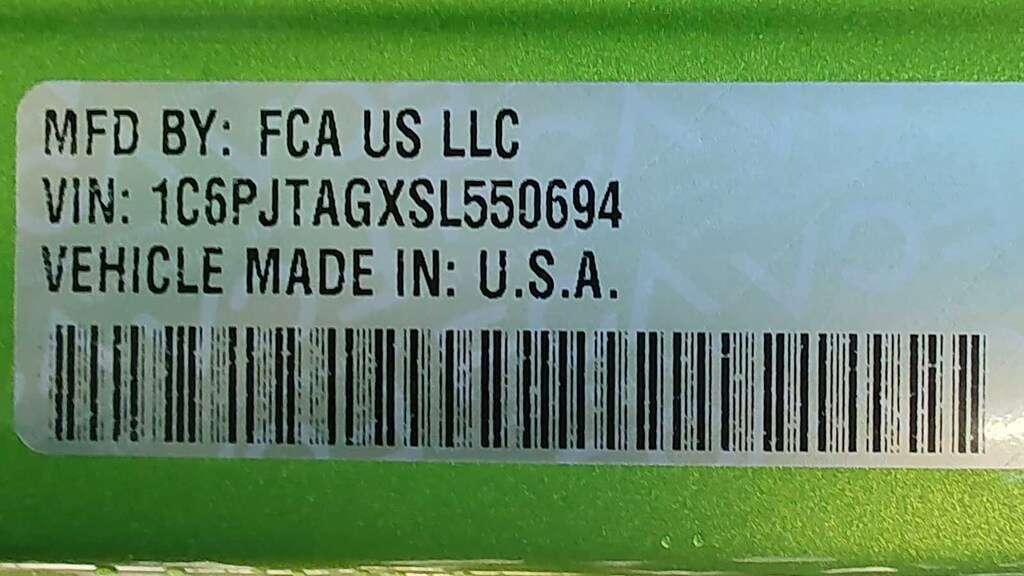 MFD BY: FCA US LLC
VIN: 1C6PJTAGXSL550694
VEHICLE MADE IN: U.S.A.